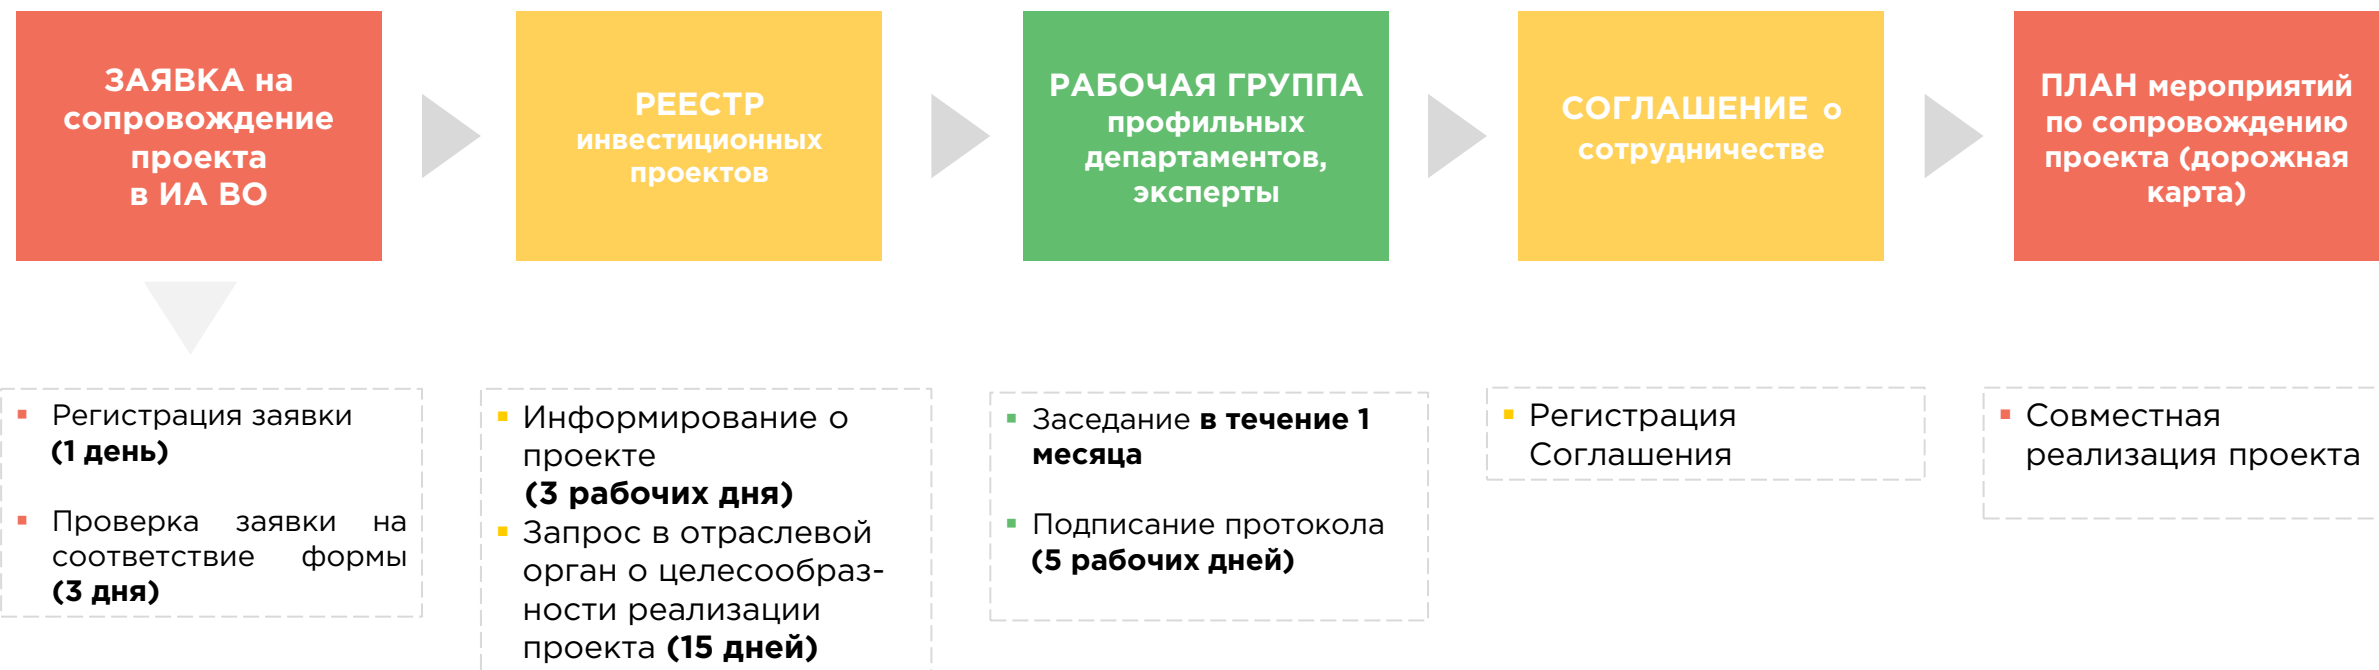 ЗАЯВКА на
сопровождение
проекта
в ИА ВО
РЕЕСТР
инвестиционных
проектов
РАБОЧАЯ ГРУППА
профильных
департаментов,
эксперты
СОГЛАШЕНИЕ о
сотрудничестве
ПЛАН мероприятий
по сопровождению
проекта (дорожная
карта)
Регистрация заявки
(1 день)
Проверка заявки на
соответствие формы
(3 дня)
Информирование о
проекте
(3 рабочих дня)
Запрос в отраслевой
орган о целесообраз-
ности реализации
проекта (15 дней)
Заседание в течение 1
месяца
Подписание протокола
(5 рабочих дней)
Регистрация
Соглашения
Совместная
реализация проекта